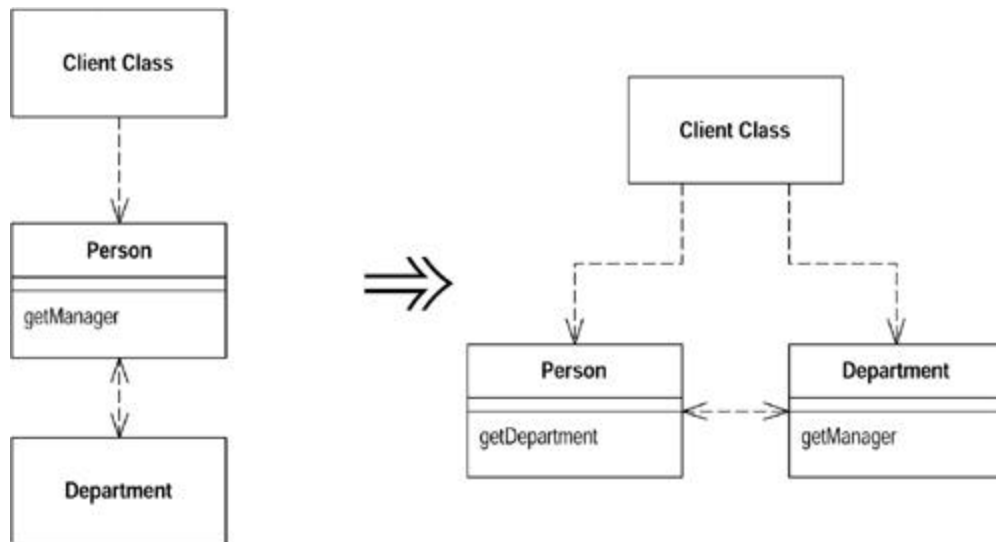 Client Class
Person
getManager
Department
Client Class
Person
getDepartment
Department
getManager